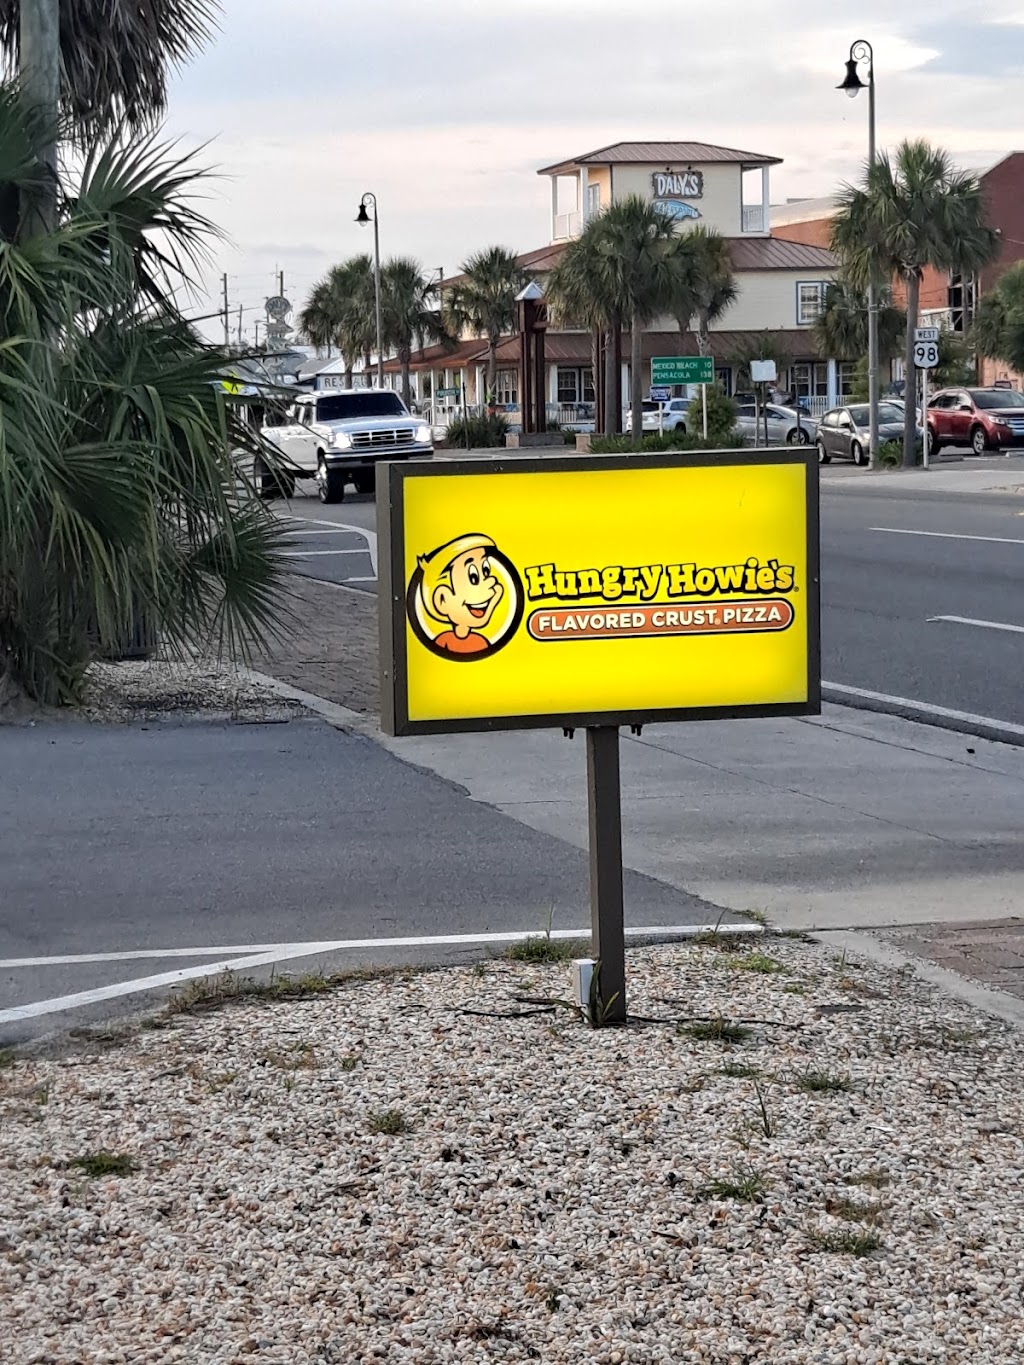 DALY'S
WEST
98
MEXICO BEACH 10
PENSACOLA 138
Hungry Howie's®
FLAVORED CRUST® PIZZA